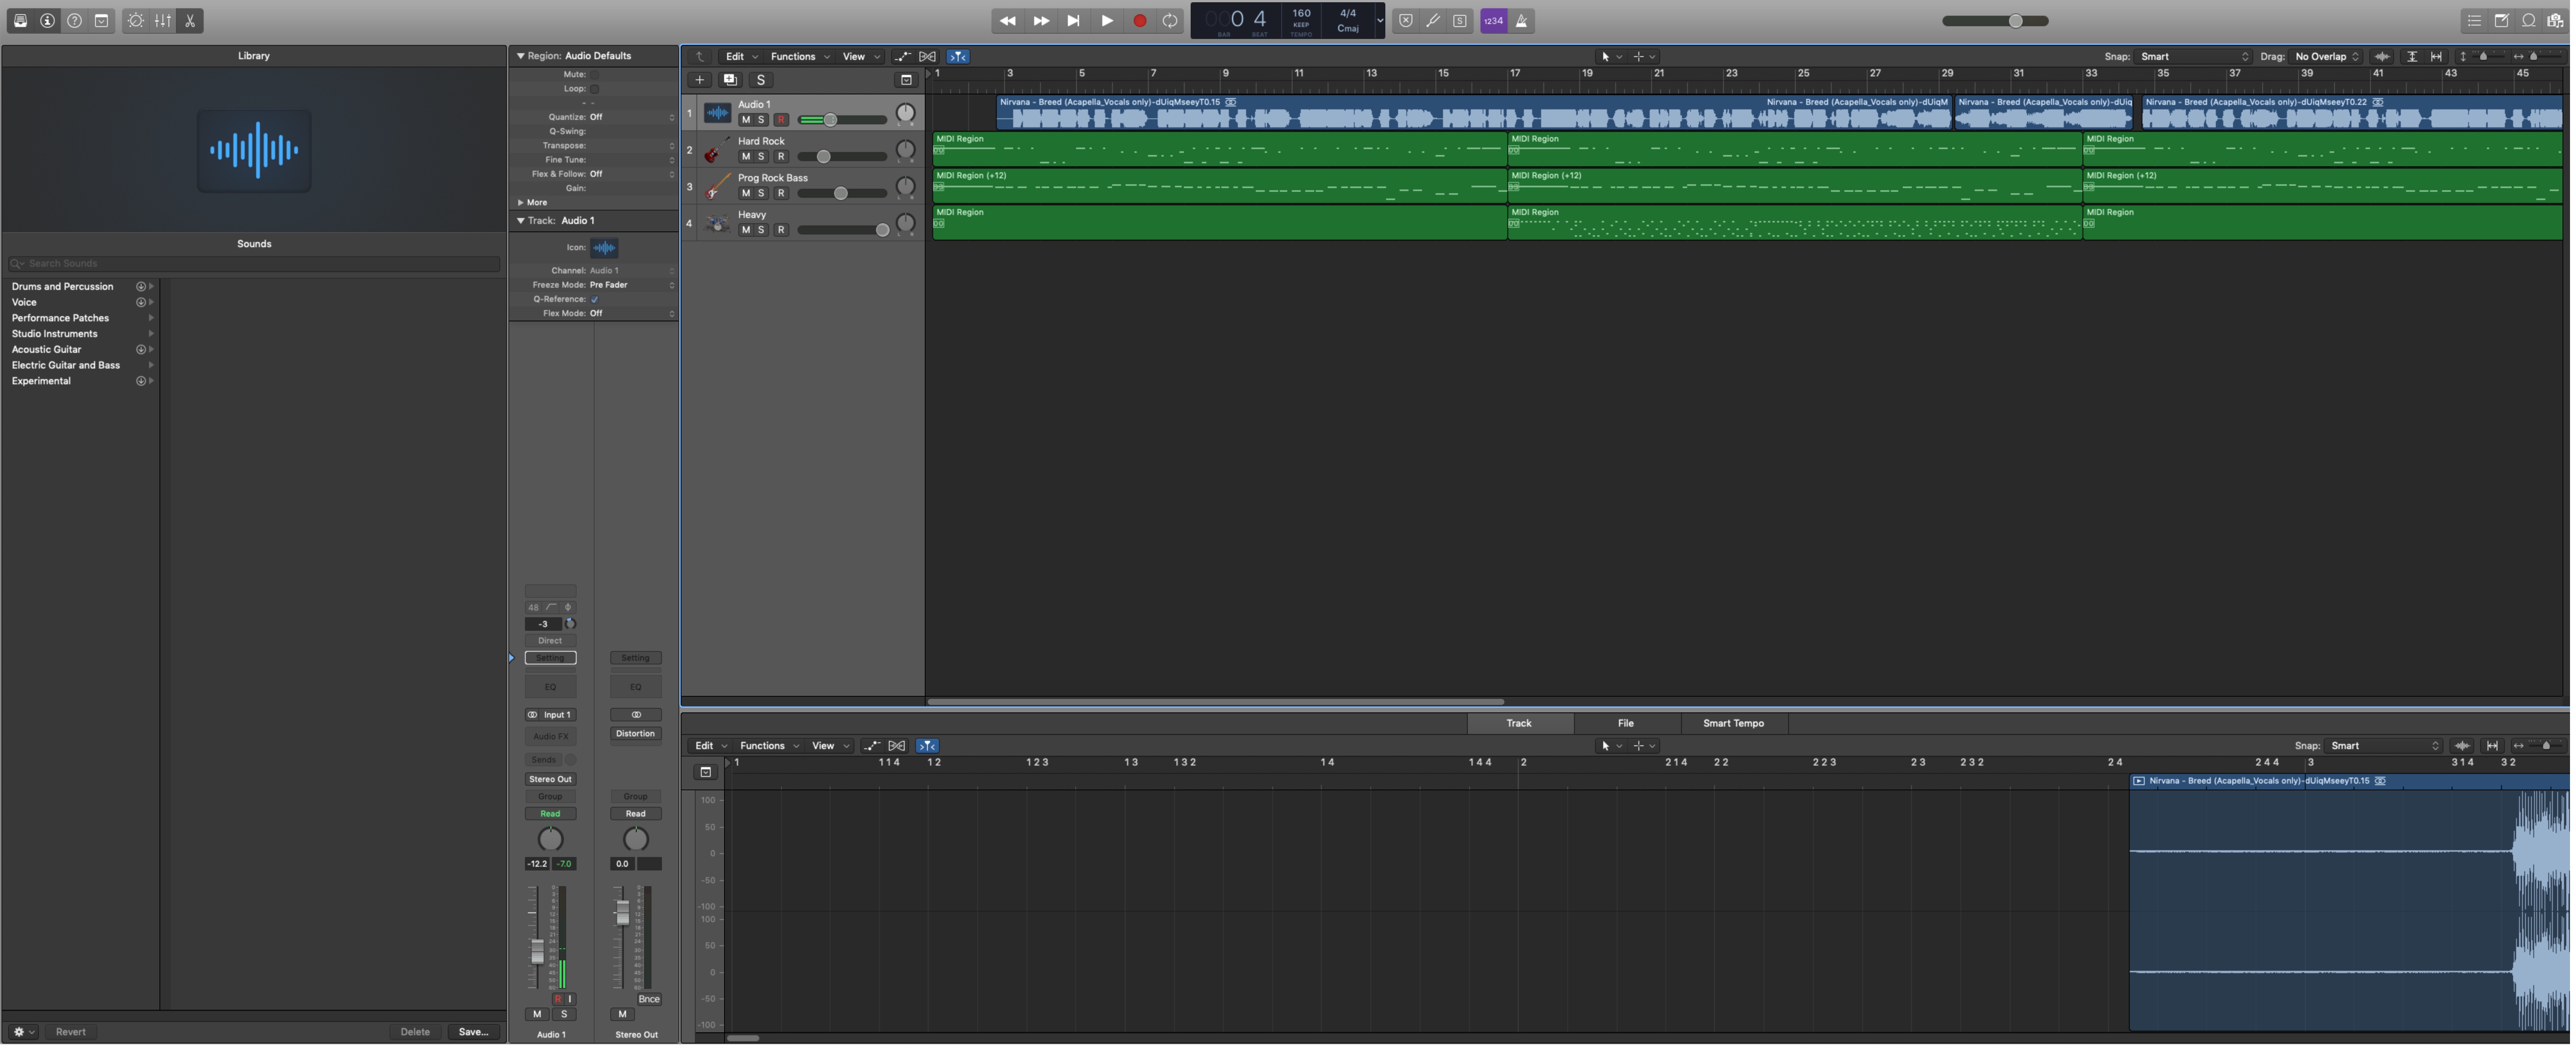 0 4
160
4/4
KEEP
Cmaj
BAR
BEAT
TEMPO
S
1234
Library
Region: Audio Defaults
Edit
Functions
View
Snap: Smart
Drag: No Overlap
Mute:
Loop:
- -
Quantize: Off
Q-Swing:
Transpose:
Fine Tune:
Flex & Follow: Off
Gain:
More
Track: Audio 1
Icon:
Channel: Audio 1
Freeze Mode: Pre Fader
Q-Reference:
Flex Mode: Off
S
1 3 5 7 9 11 13 15 17 19 21 23 25 27 29 31 33 35 37 39 41 43 45
1
Audio 1
M S R
Nirvana - Breed (Acapella_Vocals only)-dUiqMseeyT0.15
Nirvana - Breed (Acapella_Vocals only)-dUiqM
Nirvana - Breed (Acapella_Vocals only)-dUiq
Nirvana - Breed (Acapella_Vocals only)-dUiqMseeyT0.22
2
Hard Rock
M S R
MIDI Region
MIDI Region
MIDI Region
3
Prog Rock Bass
M S R
MIDI Region (+12)
MIDI Region (+12)
MIDI Region (+12)
4
Heavy
M S R
MIDI Region
MIDI Region
MIDI Region
Sounds
Search Sounds
Drums and Percussion
Voice
Performance Patches
Studio Instruments
Acoustic Guitar
Electric Guitar and Bass
Experimental
48
-3
Direct
Setting
Setting
EQ
EQ
Input 1
Audio FX
Distortion
Sends
Stereo Out
Group
Group
Read
Read
-12.2 -7.0
0.0
R I
Bnce
M S
M
Audio 1
Stereo Out
Revert
Delete
Save...
Track
File
Smart Tempo
Edit
Functions
View
Snap: Smart
1 1 1 4 1 2 1 2 3 1 3 1 3 2 1 4 1 4 4 2 2 1 4 2 2 2 2 3 2 3 2 3 2 2 4 2 4 4 3 3 1 4 3 2
Nirvana - Breed (Acapella_Vocals only)-dUiqMseeyT0.15
100
50
0
-50
-100
100
50
0
-50
-100